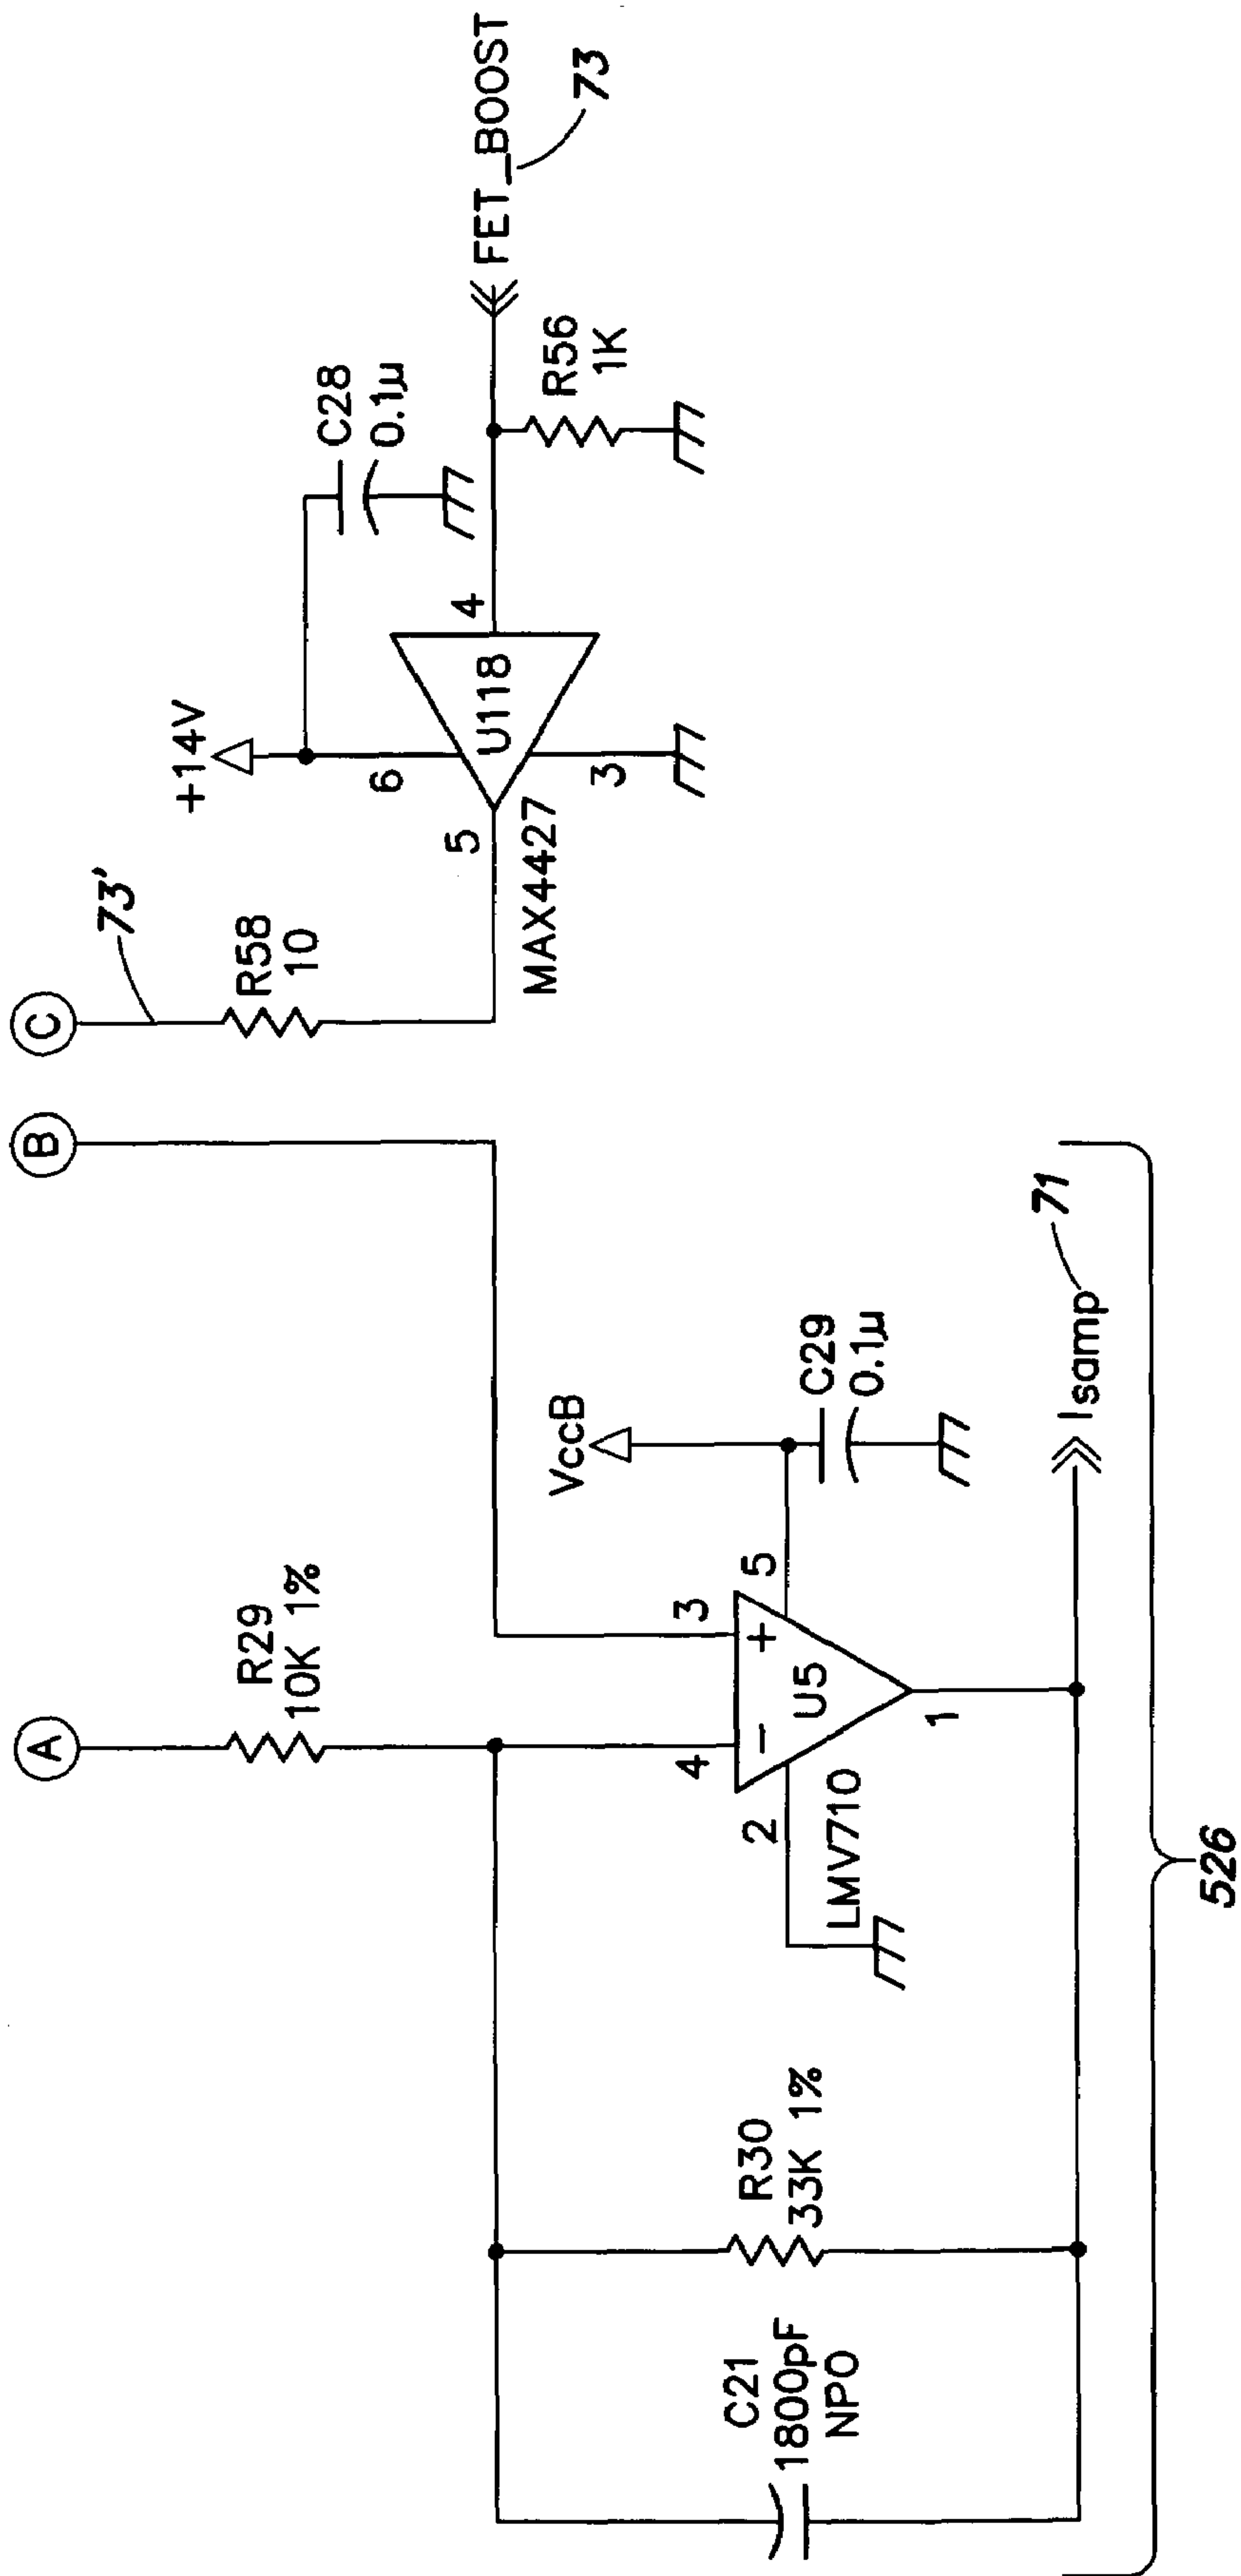 A
B
C
73'
R29
10K 1%
R58
10
+14V
6
5
U118
4
3
MAX4427
C28
0.1µ
FET_BOOST
73
R56
1K
C21
1800pF
NPO
R30
33K 1%
4
3
2
5
1
U5
+
−
LMV710
VccB
C29
0.1µ
Isamp
71
526